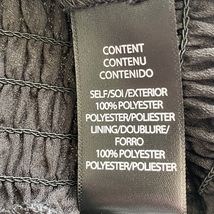 CONTENT
CONTENU
CONTENIDO
SELF/SOI/EXTERIOR
100% POLYESTER
POLYESTER/POLIESTER
LINING/DOUBLURE/
FORRO
100% POLYESTER
POLYESTER/POLIESTER